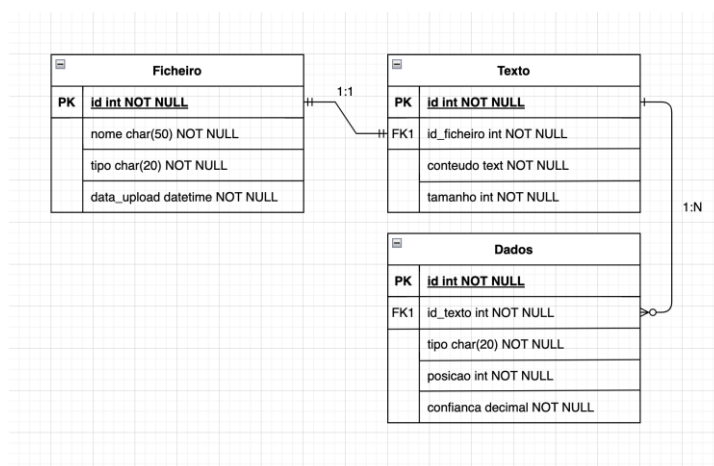 Ficheiro
PK id int NOT NULL
nome char(50) NOT NULL
tipo char(20) NOT NULL
data_upload datetime NOT NULL
1:1
Texto
PK id int NOT NULL
FK1 id_ficheiro int NOT NULL
conteudo text NOT NULL
tamanho int NOT NULL
1:N
Dados
PK id int NOT NULL
FK1 id_texto int NOT NULL
tipo char(20) NOT NULL
posicao int NOT NULL
confianca decimal NOT NULL